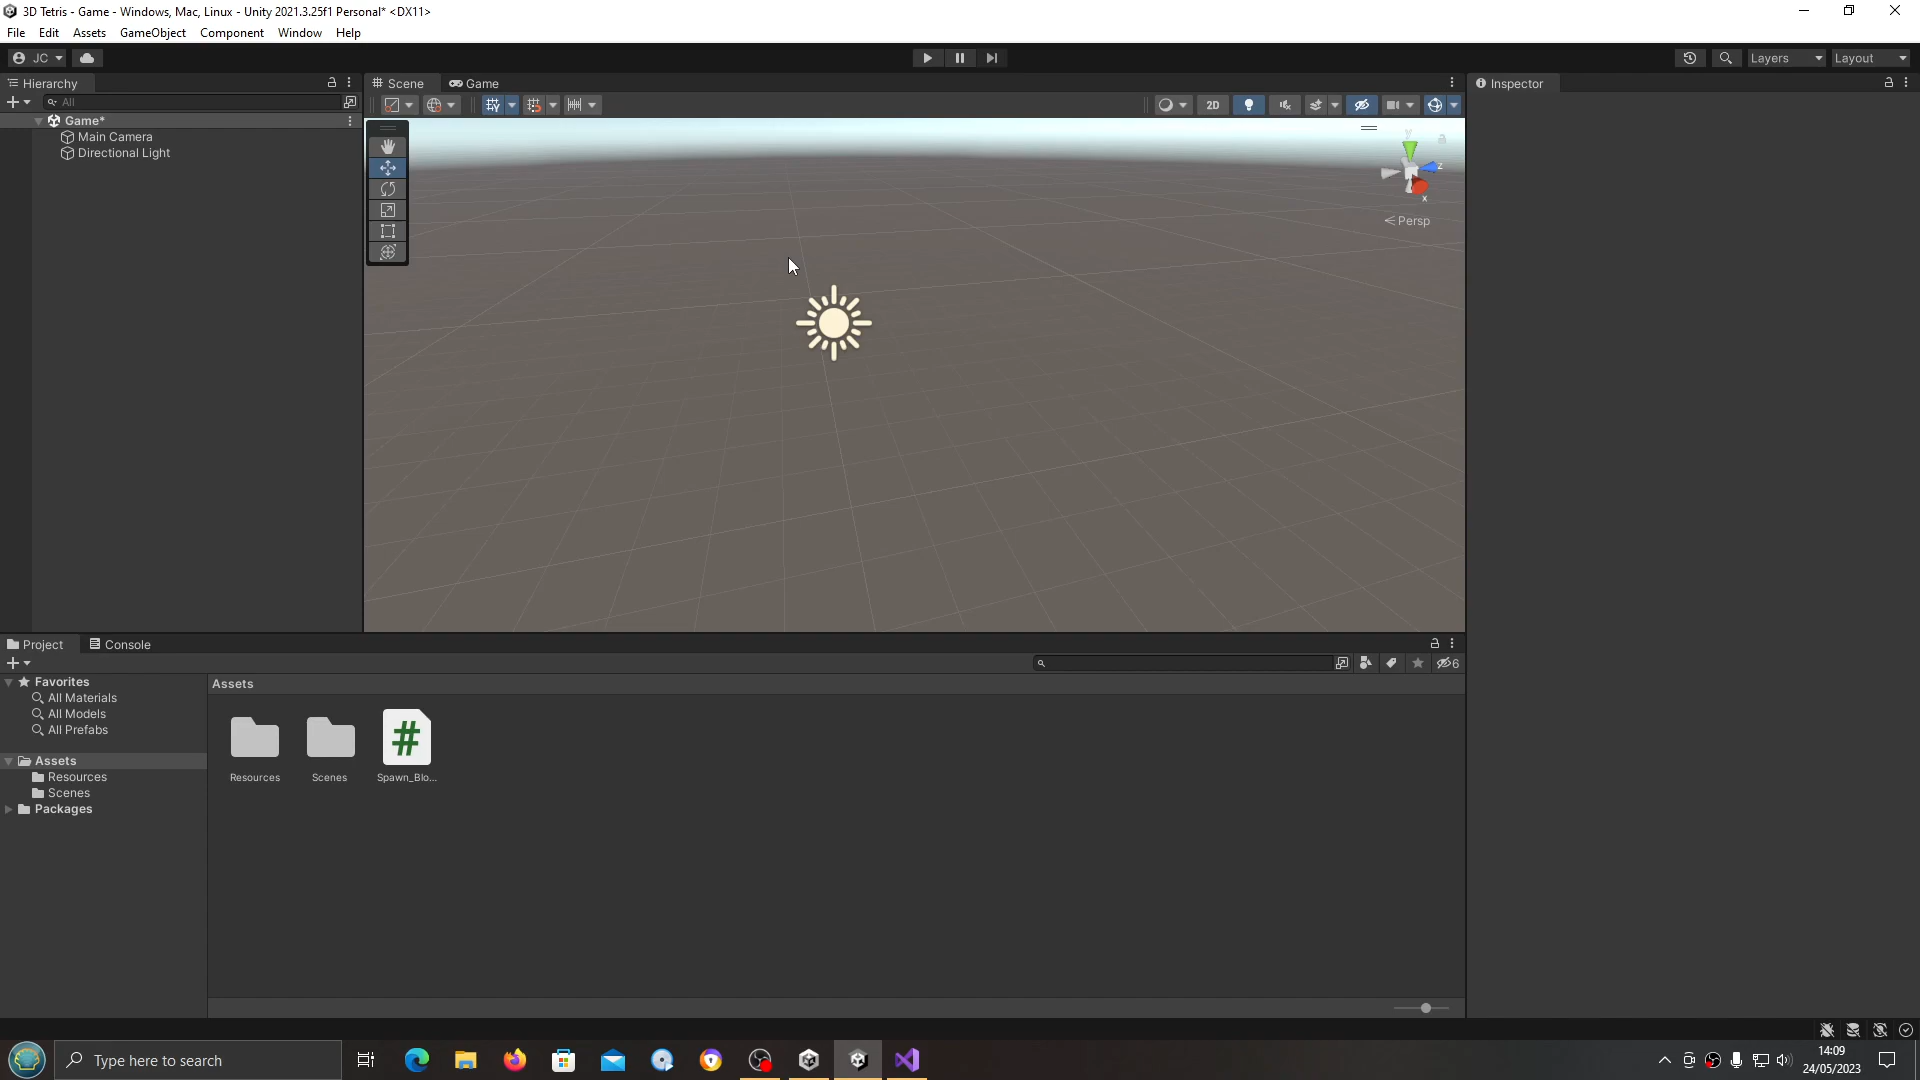 3D Tetris - Game - Windows, Mac, Linux - Unity 2021.3.25f1 Personal* <DX11>
File Edit Assets GameObject Component Window Help
JC Layers Layout
Hierarchy Scene Game Inspector
All 2D
Game*
Main Camera
Directional Light
y
z
x
Persp
Project Console
6
Favorites Assets
All Materials
All Models
All Prefabs
Assets
Resources
Scenes
Packages
Resources Scenes Spawn_Blo...
Type here to search
14:09
24/05/2023